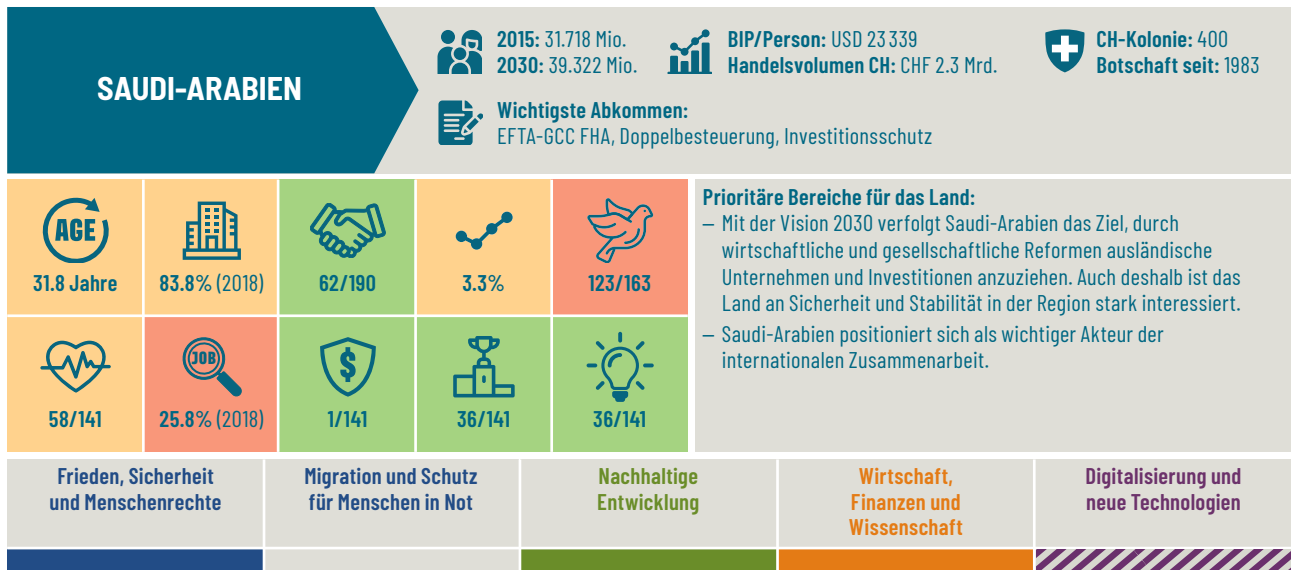 SAUDI-ARABIEN
2015: 31.718 Mio.
2030: 39.322 Mio.
BIP/Person: USD 23 339
Handelsvolumen CH: CHF 2.3 Mrd.
CH-Kolonie: 400
Botschaft seit: 1983
Wichtigste Abkommen:
EFTA-GCC FHA, Doppelbesteuerung, Investitionsschutz
AGE
31.8 Jahre
83.8% (2018)
62/190
3.3%
123/163
58/141
JOB
25.8% (2018)
$
1/141
36/141
36/141
Prioritäre Bereiche für das Land:
– Mit der Vision 2030 verfolgt Saudi-Arabien das Ziel, durch
wirtschaftliche und gesellschaftliche Reformen ausländische
Unternehmen und Investitionen anzuziehen. Auch deshalb ist das
Land an Sicherheit und Stabilität in der Region stark interessiert.
– Saudi-Arabien positioniert sich als wichtiger Akteur der
internationalen Zusammenarbeit.
Frieden, Sicherheit
und Menschenrechte
Migration und Schutz
für Menschen in Not
Nachhaltige
Entwicklung
Wirtschaft,
Finanzen und
Wissenschaft
Digitalisierung und
neue Technologien